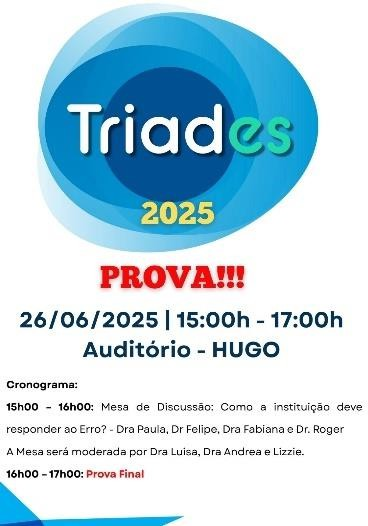 Triades
2025
PROVA!!!
26/06/2025 | 15:00h - 17:00h
Auditório - HUGO
Cronograma:
15h00 – 16h00: Mesa de Discussão: Como a instituição deve
responder ao Erro? - Dra Paula, Dr Felipe, Dra Fabiana e Dr. Roger
A Mesa será moderada por Dra Luisa, Dra Andrea e Lizzie.
16h00 – 17h00: Prova Final